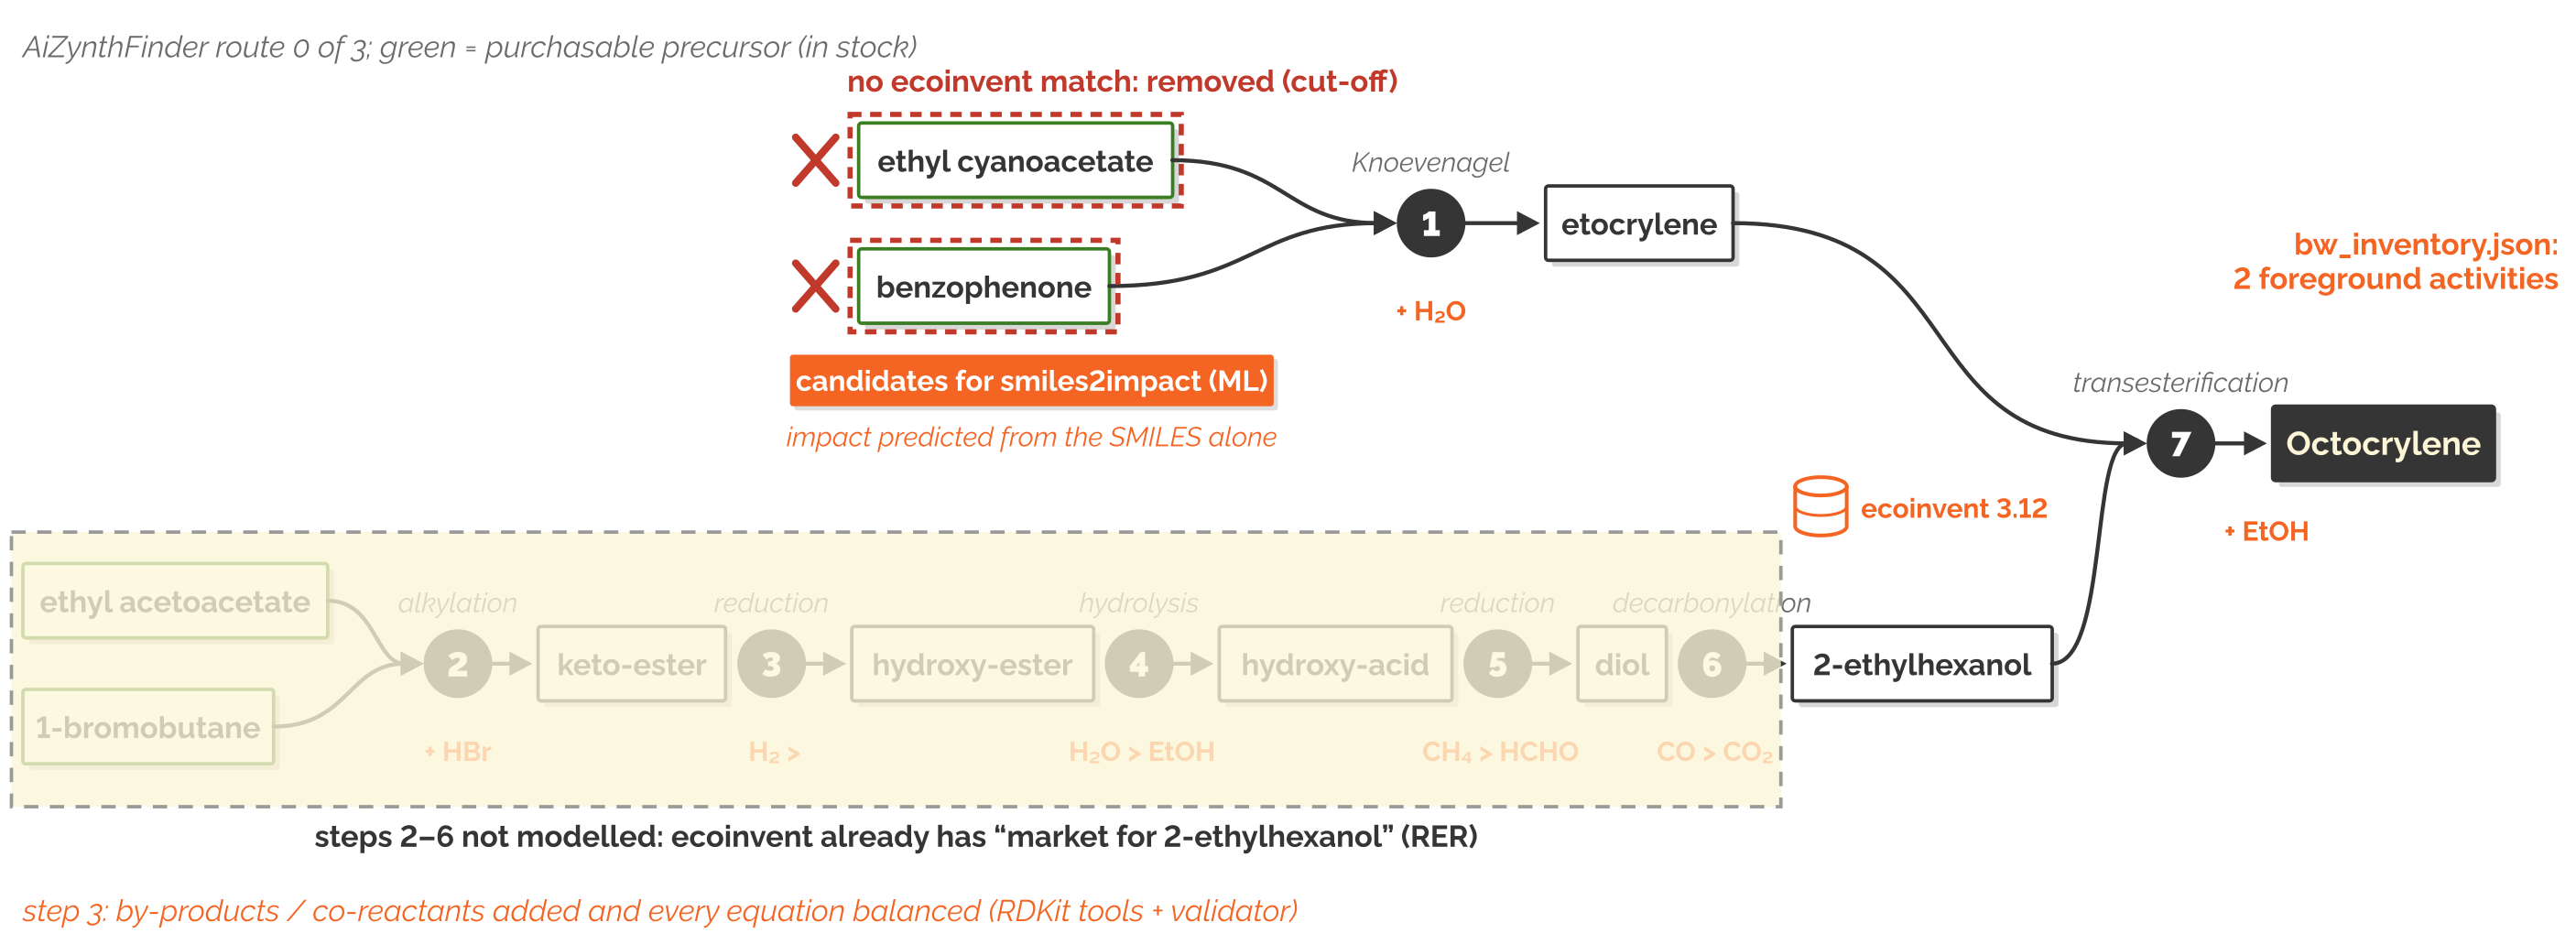 AiZynthFinder route 0 of 3; green = purchasable precursor (in stock)
no ecoinvent match: removed (cut-off)
ethyl cyanoacetate
benzophenone
Knoevenagel
1
+ H₂O
etocrylene
candidates for smiles2impact (ML)
impact predicted from the SMILES alone
bw_inventory.json:
2 foreground activities
transesterification
7
Octocrylene
+ EtOH
ecoinvent 3.12
ethyl acetoacetate
1-bromobutane
alkylation
2
+ HBr
keto-ester
reduction
3
H₂ >
hydroxy-ester
hydrolysis
4
H₂O > EtOH
hydroxy-acid
reduction
5
CH₄ > HCHO
diol
decarbonylation
6
CO > CO₂
2-ethylhexanol
steps 2–6 not modelled: ecoinvent already has “market for 2-ethylhexanol” (RER)
step 3: by-products / co-reactants added and every equation balanced (RDKit tools + validator)